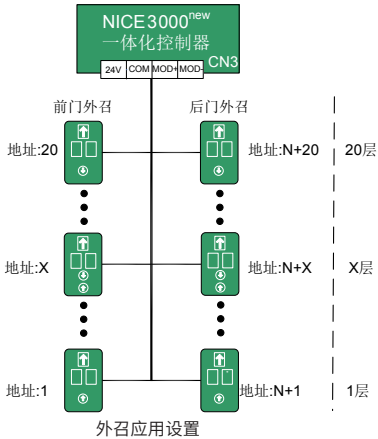 NICE3000new
一体化控制器
CN3
24V COM MOD+ MOD-
前门外召 后门外召
地址:20 地址:N+20 20层
地址:X 地址:N+X X层
地址:1 地址:N+1 1层
外召应用设置